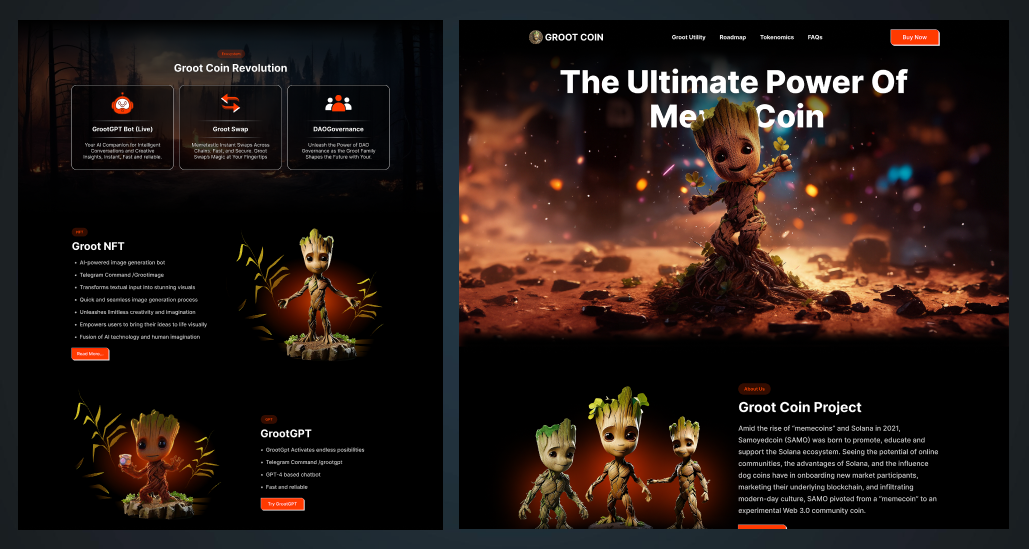 Groot Coin Revolution
GrootGPT Bot (Live)
Your AI Companion for Intelligent
Conversations and Creative
Insights, Instant, Fast and reliable.
Groot Swap
Memetastic Instant Swaps Across
Chains: Fast, and Secure. Groot
Swap's Magic at Your Fingertips
DAOGovernance
Unleash the Power of DAO
Governance as the Groot Family
Shapes the Future with Your.
NFT
Groot NFT
• AI-powered image generation bot
• Telegram Command /Grootimage
• Transforms textual input into stunning visuals
• Quick and seamless image generation process
• Unleashes limitless creativity and imagination
• Empowers users to bring their ideas to life visually
• Fusion of AI technology and human imagination
Read More...
GPT
GrootGPT
• GrootGpt Activates endless posibilities
• Telegram Command /grootgpt
• GPT-4 based chatbot
• Fast and reliable
Try GrootGPT
GROOT COIN
Groot Utility
Roadmap
Tokenomics
FAQs
Buy Now
The Ultimate Power Of
Coin
About Us
Groot Coin Project
Amid the rise of "memecoins" and Solana in 2021,
Samoyedcoin (SAMO) was born to promote, educate and
support the Solana ecosystem. Seeing the potential of online
communities, the advantages of Solana, and the influence
dog coins have in onboarding new market participants,
marketing their underlying blockchain, and infiltrating
modern-day culture, SAMO pivoted from a "memecoin" to an
experimental Web 3.0 community coin.